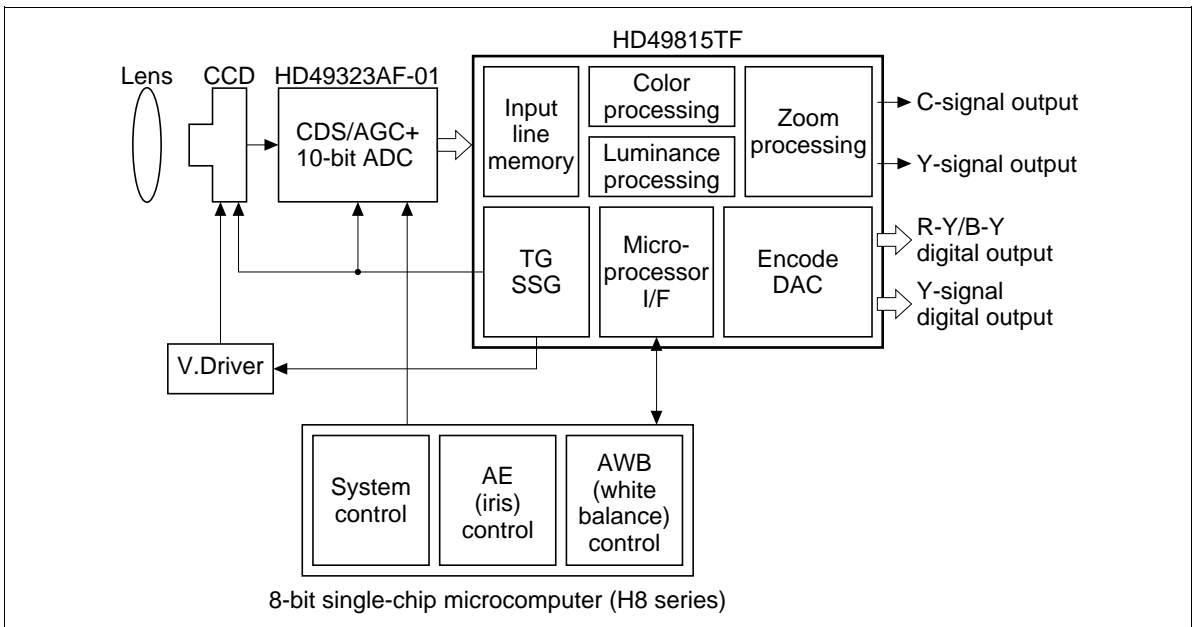 HD49815TF
Lens
CCD
HD49323AF-01
CDS/AGC+
10-bit ADC
Input
line
memory
Color
processing
Luminance
processing
Zoom
processing
C-signal output
Y-signal output
TG
SSG
Micro-
processor
I/F
Encode
DAC
R-Y/B-Y
digital output
Y-signal
digital output
V.Driver
System
control
AE
(iris)
control
AWB
(white
balance)
control
8-bit single-chip microcomputer (H8 series)